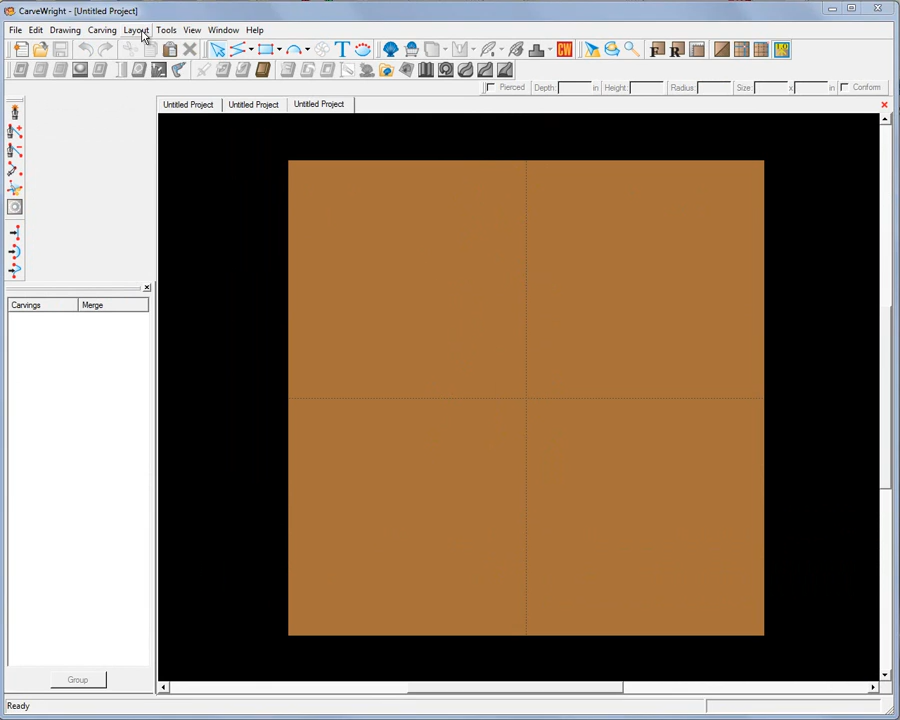 CarveWright - [Untitled Project]
File Edit Drawing Carving Layout Tools View Window Help
T CW F R
Pierced Depth: in Height: Radius: Size: x in Conform
Untitled Project Untitled Project Untitled Project
Carvings Merge
Group
Ready